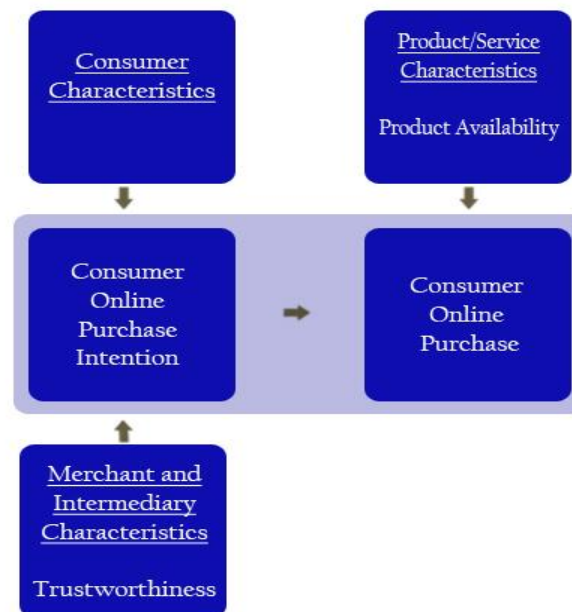 Consumer
Characteristics
Product/Service
Characteristics
Product Availability
Consumer
Online
Purchase
Intention
Consumer
Online
Purchase
Merchant and
Intermediary
Characteristics
Trustworthiness